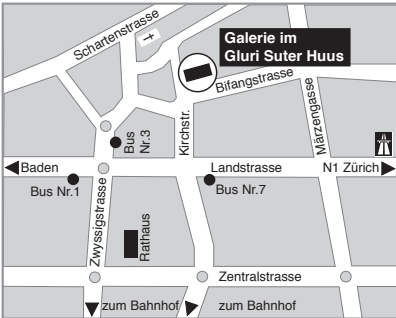 Schartenstrasse
Galerie im
Gluri Suter Huus
Bifangstrasse
Märzengasse
Kirchstr.
Bus
Nr.3
Baden
Landstrasse
N1 Zürich
Bus Nr.1
Bus Nr.7
Zwyssigstrasse
Rathaus
Zentralstrasse
zum Bahnhof
zum Bahnhof